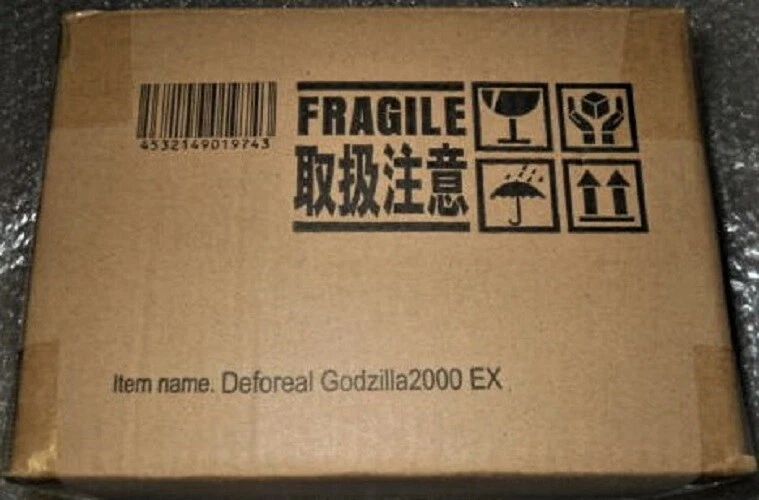 4532149019743
FRAGILE
取扱注意
Item name. Deforeal Godzilla2000 EX